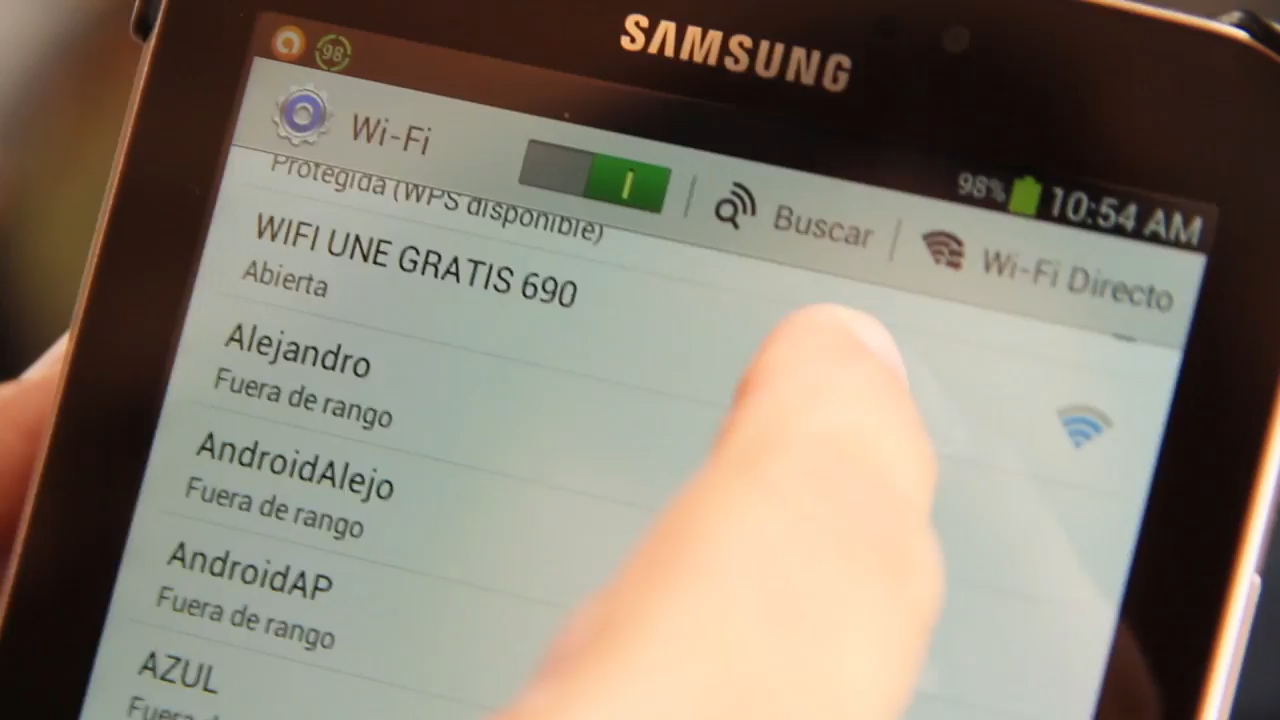 SAMSUNG
98
98% 10:54 AM
Wi-Fi
Buscar
Wi-Fi Directo
Protegida (WPS disponible)
WIFI UNE GRATIS 690
Abierta
Alejandro
Fuera de rango
AndroidAlejo
Fuera de rango
AndroidAP
Fuera de rango
AZUL
Fuera